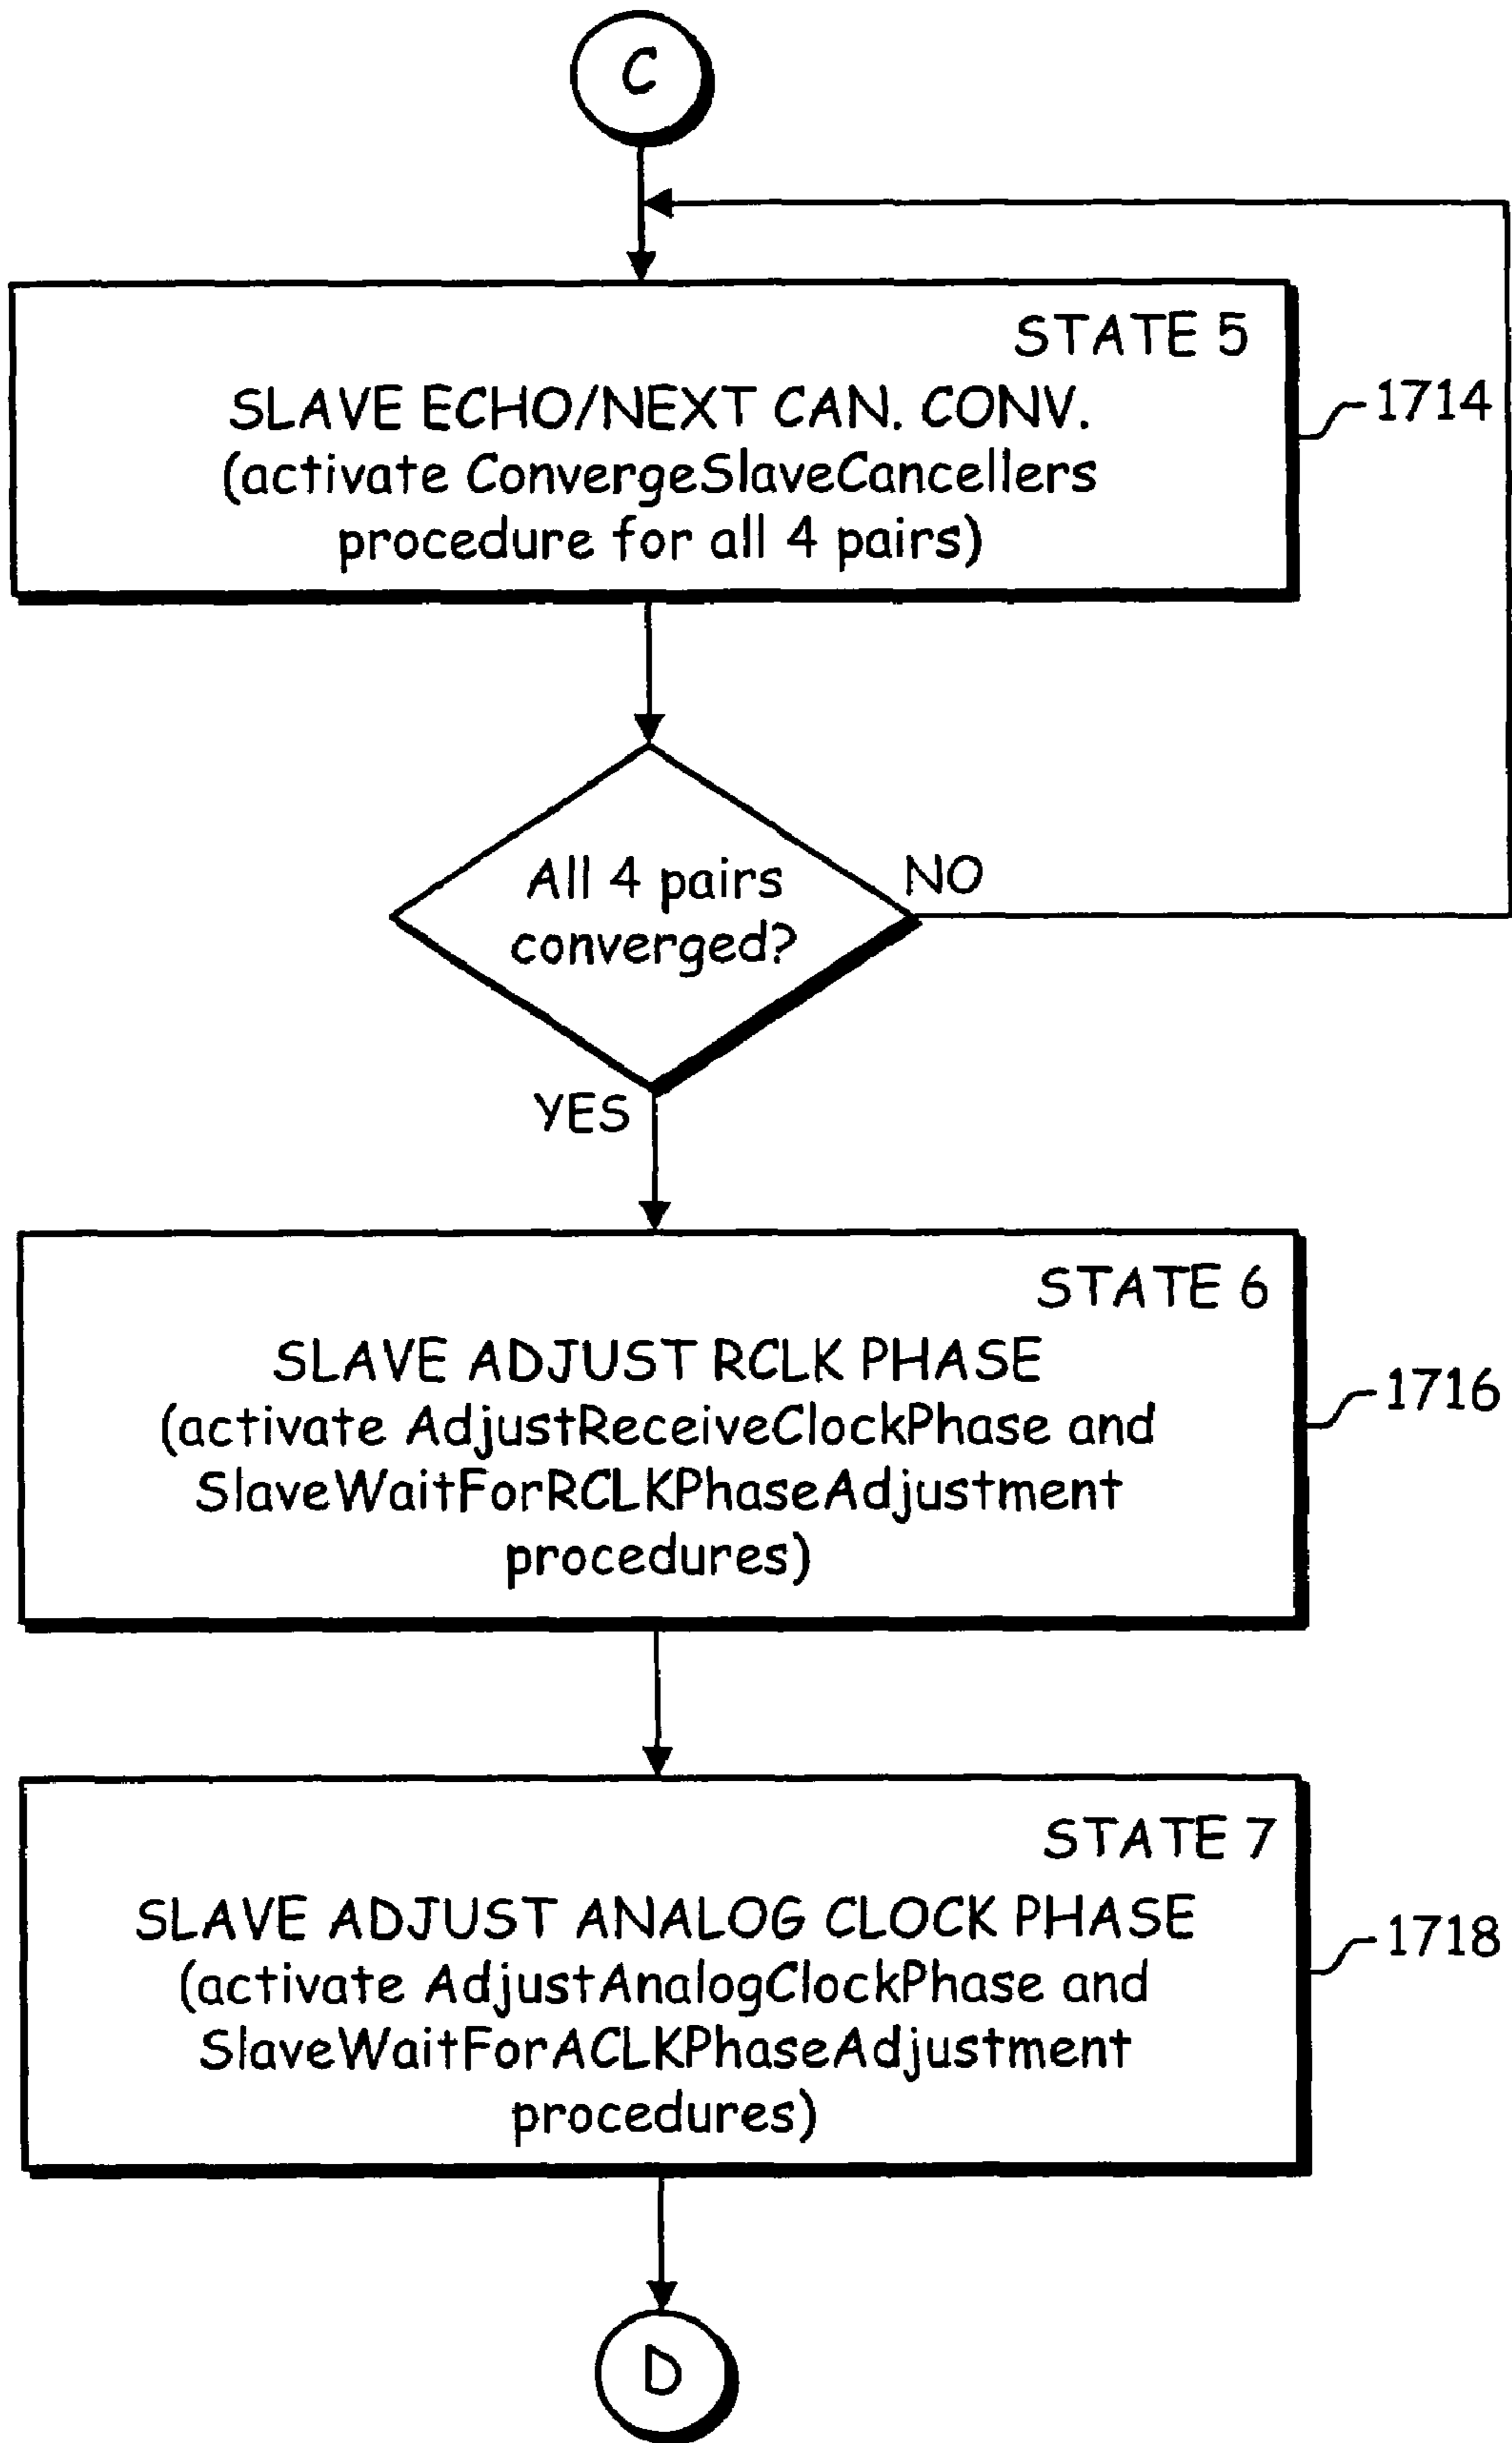 C
STATE 5
SLAVE ECHO/NEXT CAN. CONV.
(activate ConvergeSlaveCancellers
procedure for all 4 pairs)
1714
All 4 pairs
converged?
NO
YES
STATE 6
SLAVE ADJUST RCLK PHASE
(activate AdjustReceiveClockPhase and
SlaveWaitForRCLKPhaseAdjustment
procedures)
1716
STATE 7
SLAVE ADJUST ANALOG CLOCK PHASE
(activate AdjustAnalogClockPhase and
SlaveWaitForACLKPhaseAdjustment
procedures)
1718
D